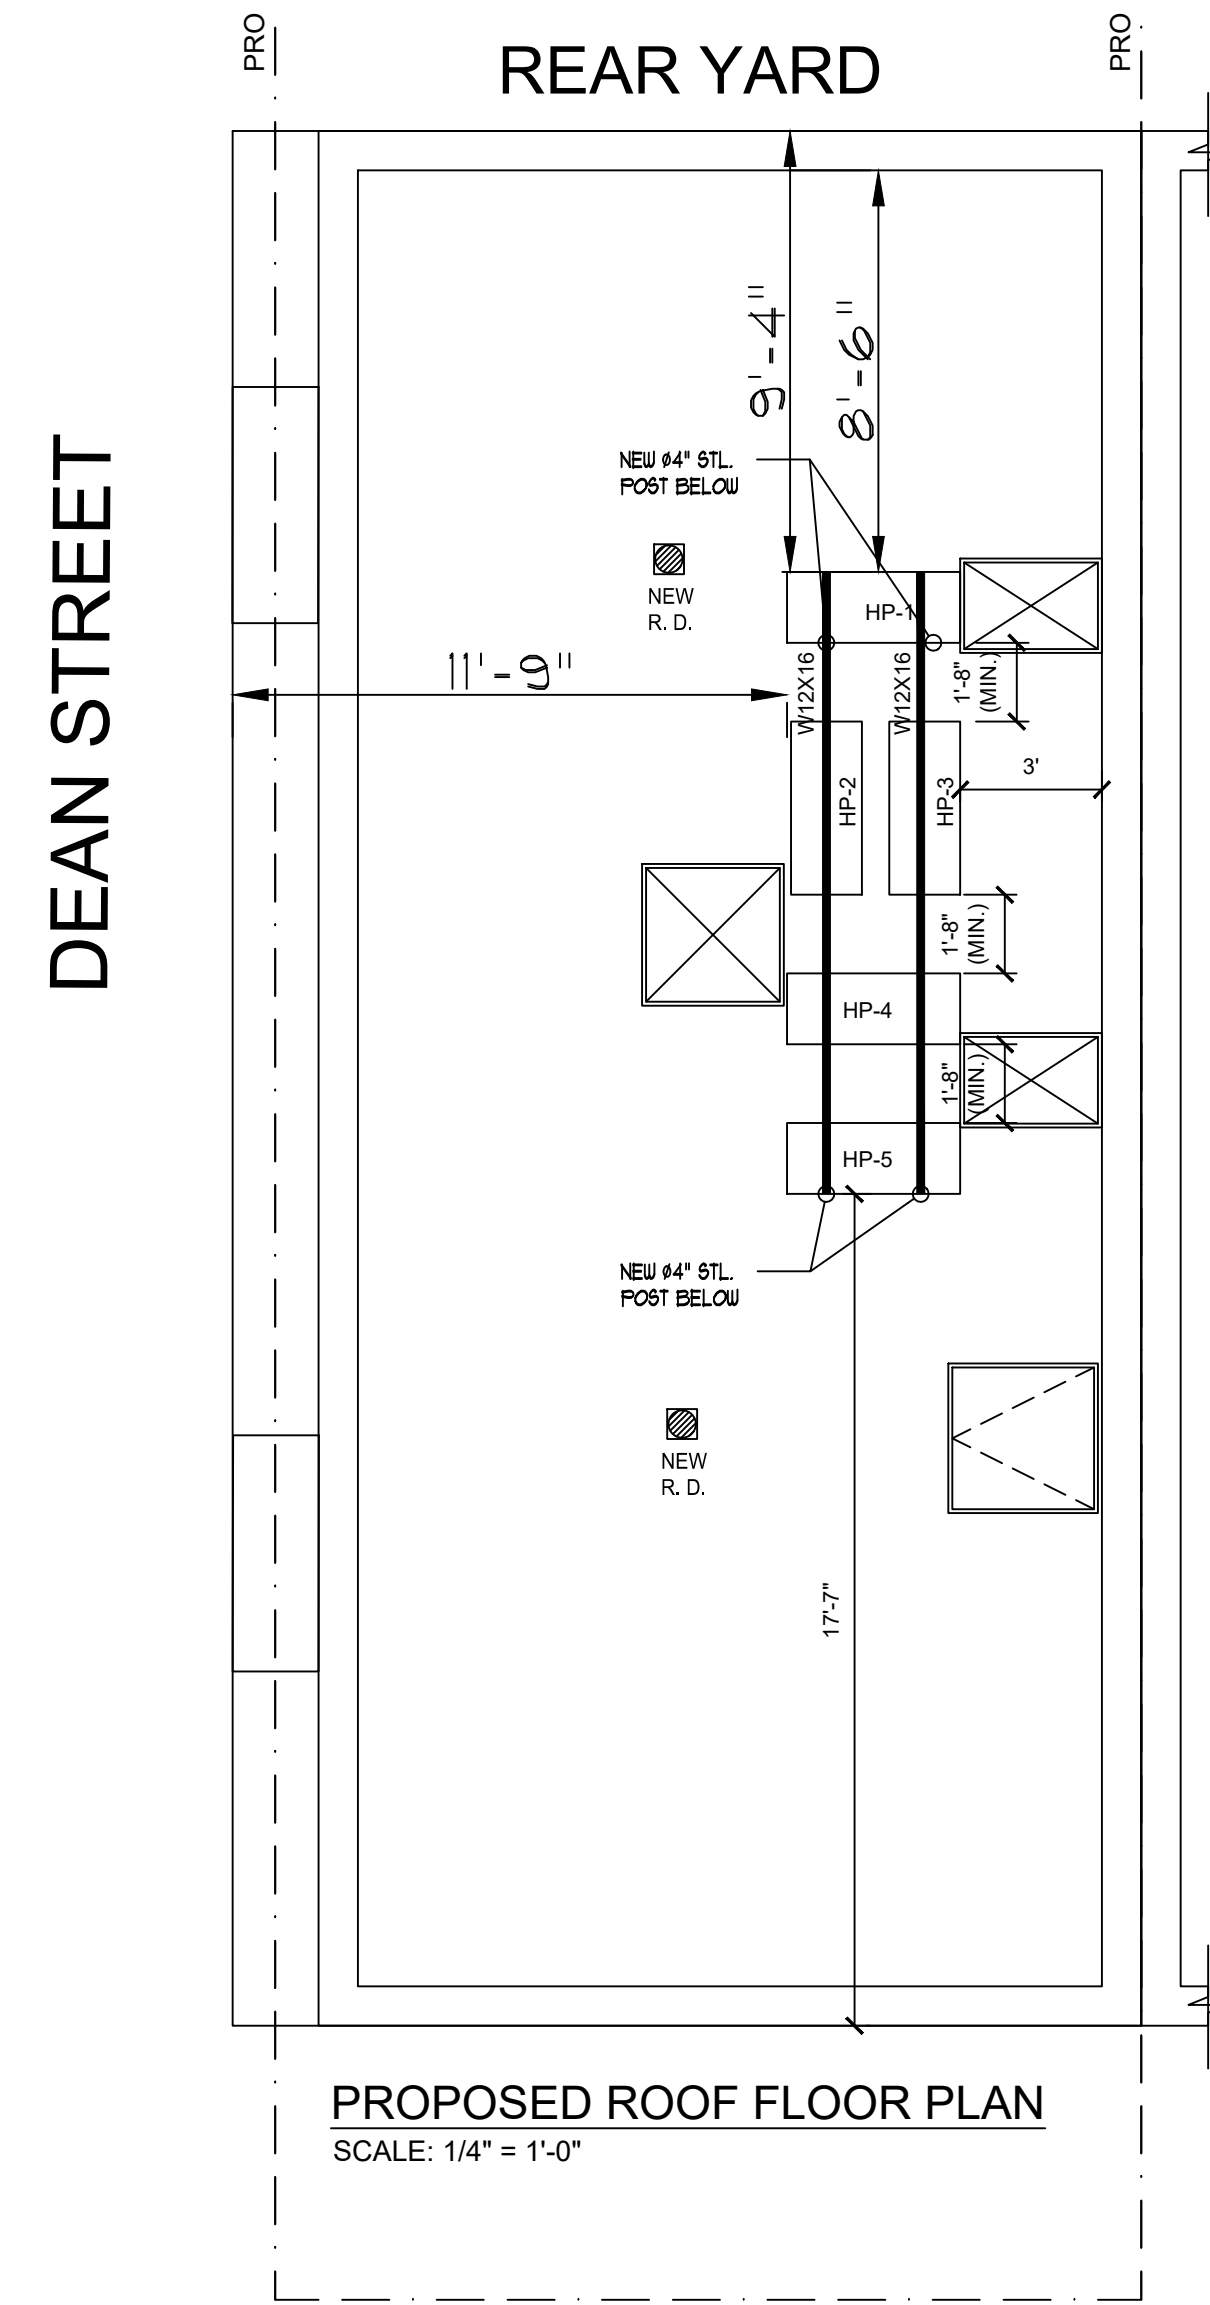 PRO
PRO
REAR YARD
DEAN STREET
9'-4"
8'-6"
NEW ø4" STL.
POST BELOW
NEW
R. D.
HP-1
11'-9"
W12X16
W12X16
1'-8"
(MIN.)
3'
HP-2
HP-3
1'-8"
(MIN.)
HP-4
1'-8"
(MIN.)
HP-5
NEW ø4" STL.
POST BELOW
NEW
R. D.
17'-7"
PROPOSED ROOF FLOOR PLAN
SCALE: 1/4" = 1'-0"